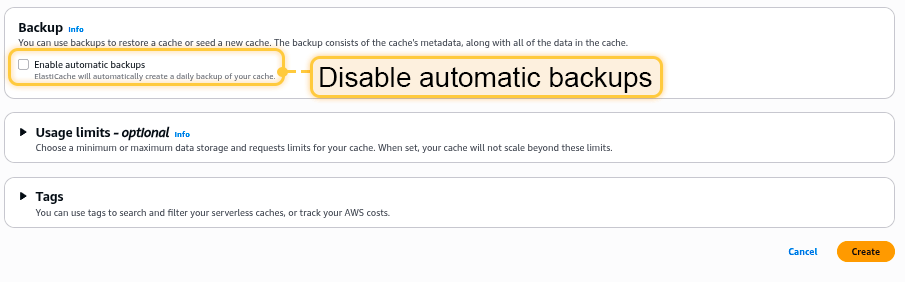 Backup Info
You can use backups to restore a cache or seed a new cache. The backup consists of the cache's metadata, along with all of the data in the cache.
Enable automatic backups
ElastiCache will automatically create a daily backup of your cache.
Disable automatic backups
Usage limits - optional Info
Choose a minimum or maximum data storage and requests limits for your cache. When set, your cache will not scale beyond these limits.
Tags
You can use tags to search and filter your serverless caches, or track your AWS costs.
Cancel Create